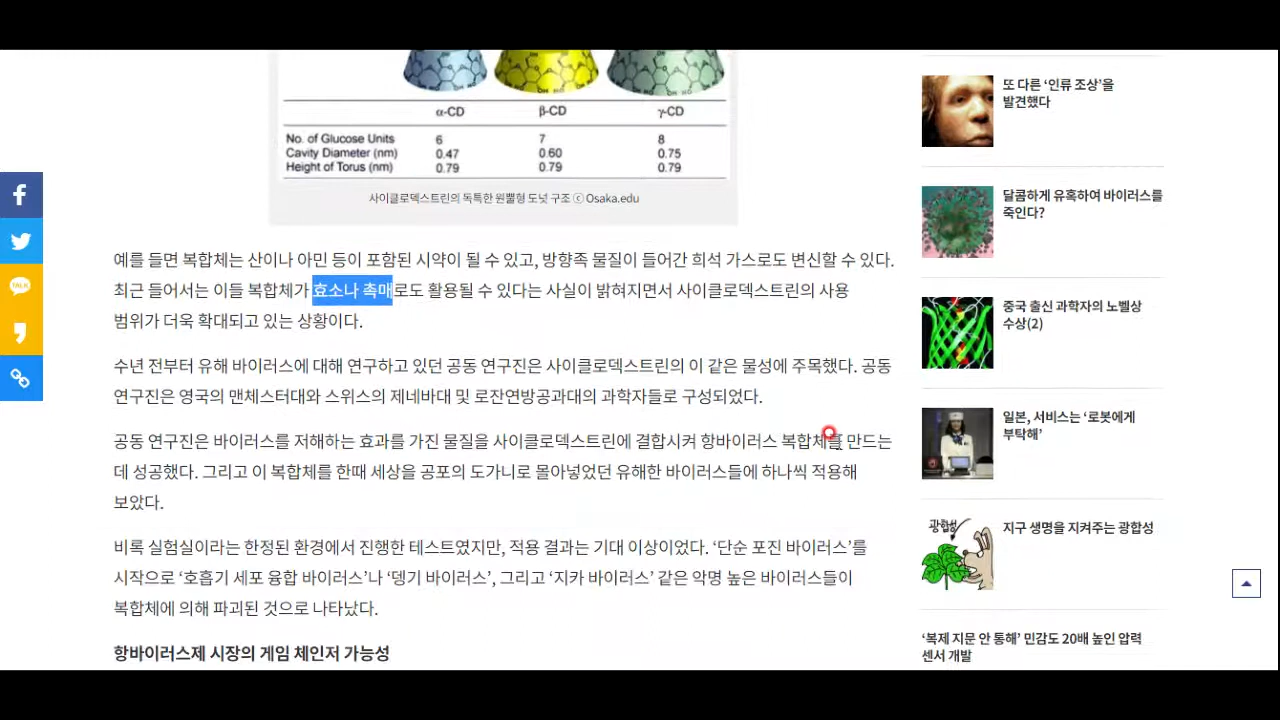 α-CD β-CD γ-CD
No. of Glucose Units 6 7 8
Cavity Diameter (nm) 0.47 0.60 0.75
Height of Torus (nm) 0.79 0.79 0.79
사이클로덱스트린의 독특한 원뿔형 도넛 구조 ⓒ Osaka.edu
예를 들면 복합체는 산이나 아민 등이 포함된 시약이 될 수 있고, 방향족 물질이 들어간 희석 가스로도 변신할 수 있다.
최근 들어서는 이들 복합체가 효소나 촉매로도 활용될 수 있다는 사실이 밝혀지면서 사이클로덱스트린의 사용
범위가 더욱 확대되고 있는 상황이다.
수년 전부터 유해 바이러스에 대해 연구하고 있던 공동 연구진은 사이클로덱스트린의 이 같은 물성에 주목했다. 공동
연구진은 영국의 맨체스터대와 스위스의 제네바대 및 로잔연방공과대의 과학자들로 구성되었다.
공동 연구진은 바이러스를 저해하는 효과를 가진 물질을 사이클로덱스트린에 결합시켜 항바이러스 복합체를 만드는
데 성공했다. 그리고 이 복합체를 한때 세상을 공포의 도가니로 몰아넣었던 유해한 바이러스들에 하나씩 적용해
보았다.
비록 실험실이라는 한정된 환경에서 진행한 테스트였지만, 적용 결과는 기대 이상이었다. ‘단순 포진 바이러스’를
시작으로 ‘호흡기 세포 융합 바이러스’나 ‘뎅기 바이러스’, 그리고 ‘지카 바이러스’ 같은 악명 높은 바이러스들이
복합체에 의해 파괴된 것으로 나타났다.
항바이러스제 시장의 게임 체인저 가능성
TALK
또 다른 ‘인류 조상’을
발견했다
달콤하게 유혹하여 바이러스를
죽인다?
중국 출신 과학자의 노벨상
수상(2)
일본, 서비스는 ‘로봇에게
부탁해’
광합성
지구 생명을 지켜주는 광합성
‘복제 지문 안 통해’ 민감도 20배 높인 압력
센서 개발